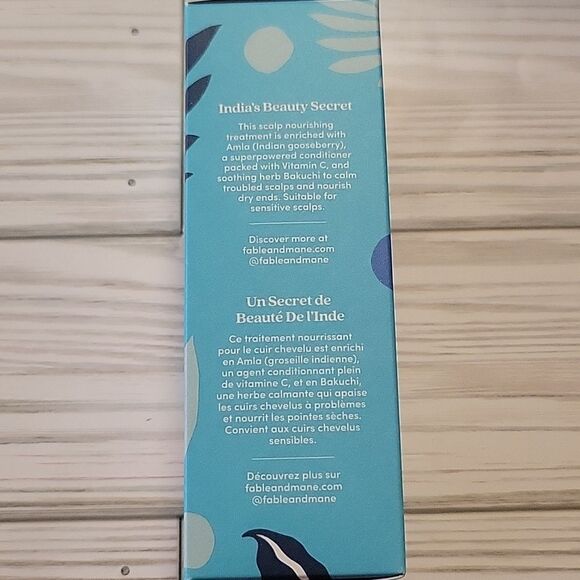 India's Beauty Secret
This scalp nourishing
treatment is enriched with
Amla (Indian gooseberry),
a superpowered conditioner
packed with Vitamin C, and
soothing herb Bakuchi to calm
troubled scalps and nourish
dry ends. Suitable for
sensitive scalps.
Discover more at
fableandmane.com
@fableandmane
Un Secret de
Beauté De l'Inde
Ce traitement nourrissant
pour le cuir chevelu est enrichi
en Amla (groseille indienne),
un agent conditionnant plein
de vitamine C, et en Bakuchi,
une herbe calmante qui apaise
les cuirs chevelus à problèmes
et nourrit les pointes sèches.
Convient aux cuirs chevelus
sensibles.
Découvrez plus sur
fableandmane.com
@fableandmane